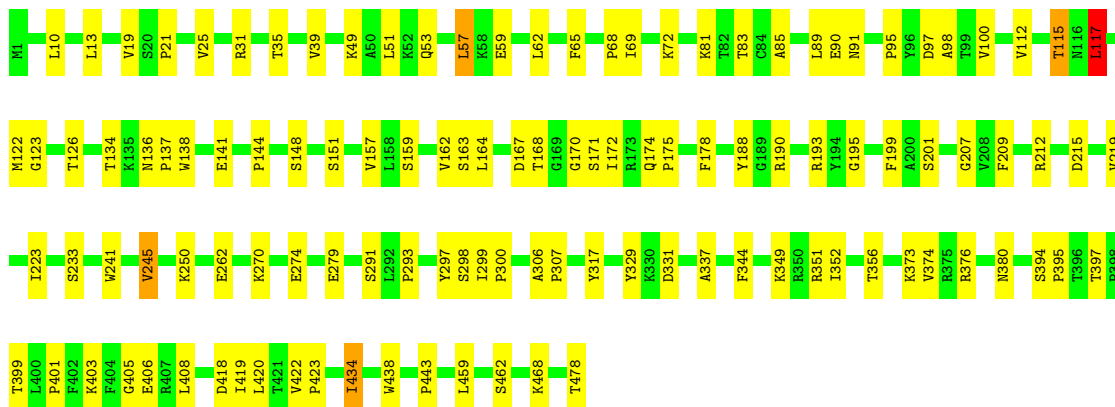 M1 L10 L13 V19 S20 P21 V25 R31 T35 V39 K49 A50 L51 K52 Q53 L57 K58 E59 L62 F65 P68 I69 K72 K81 T82 T83 C84 A85 L89 E90 N91 P95 Y96 D97 A98 T99 V100 V112 T115 N116 L117
M122 G123 T126 T134 K135 N136 P137 W138 E141 P144 S148 S151 V157 L158 S159 V162 S163 L164 D167 T168 G169 G170 S171 I172 R173 Q174 P175 F178 Y188 G189 R190 R193 Y194 G195 F199 A200 S201 G207 V208 F209 R212 D215
I223 S233 W241 V245 K250 E262 K270 E274 E279 S291 L292 P293 Y297 S298 I299 P300 A306 P307 Y317 Y329 K330 D331 A337 F344 K349 R350 R351 I352 T356 K373 V374 R375 R376 N380 S394 P395 T396 T397
T399 L400 P401 F402 K403 F404 G405 E406 R407 L408 D418 I419 L420 T421 V422 P423 I434 W438 P443 L459 S462 K468 T478